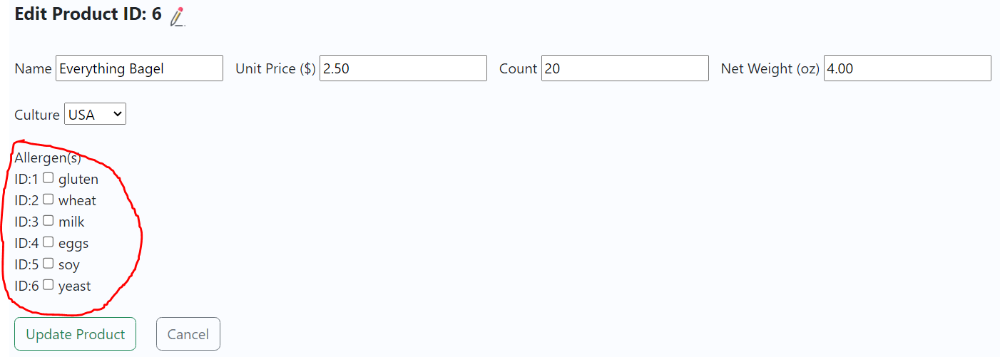 Edit Product ID: 6
Name Everything Bagel Unit Price ($) 2.50 Count 20 Net Weight (oz) 4.00
Culture USA
Allergen(s)
ID:1 gluten
ID:2 wheat
ID:3 milk
ID:4 eggs
ID:5 soy
ID:6 yeast
Update Product Cancel